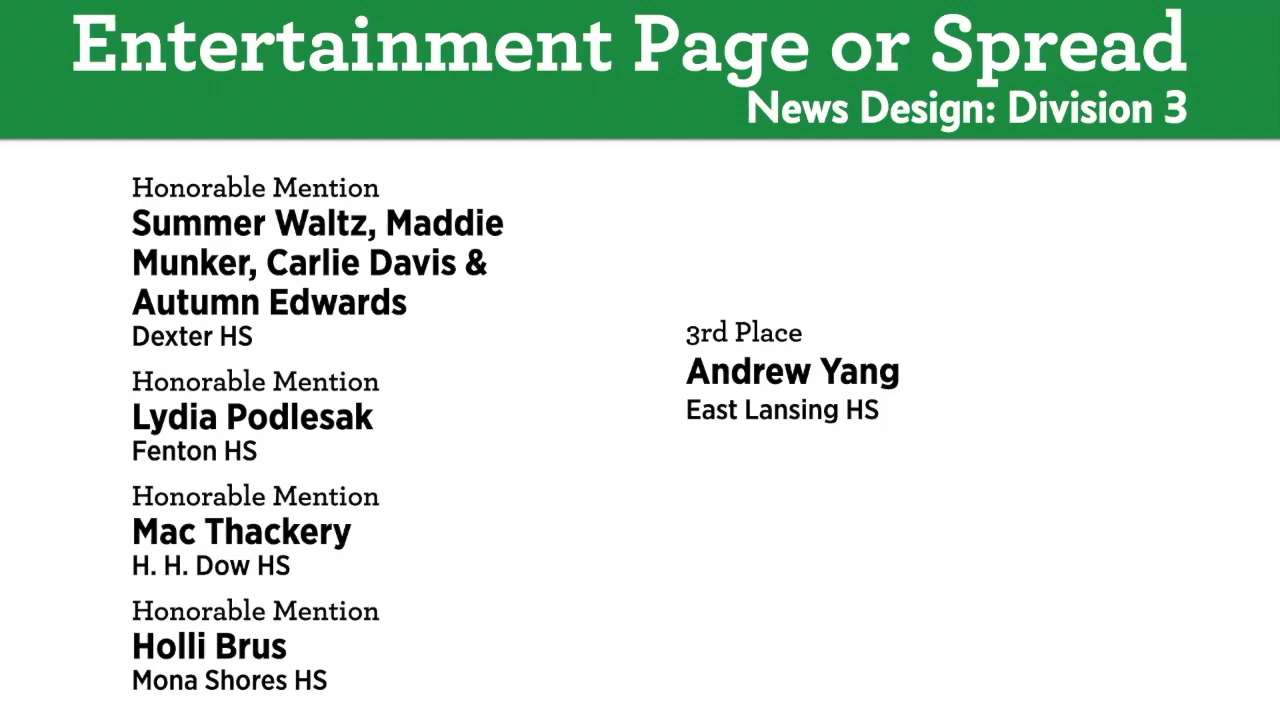 Entertainment Page or Spread
News Design: Division 3
Honorable Mention
Summer Waltz, Maddie
Munker, Carlie Davis &
Autumn Edwards
Dexter HS
Honorable Mention
Lydia Podlesak
Fenton HS
Honorable Mention
Mac Thackery
H. H. Dow HS
Honorable Mention
Holli Brus
Mona Shores HS
3rd Place
Andrew Yang
East Lansing HS